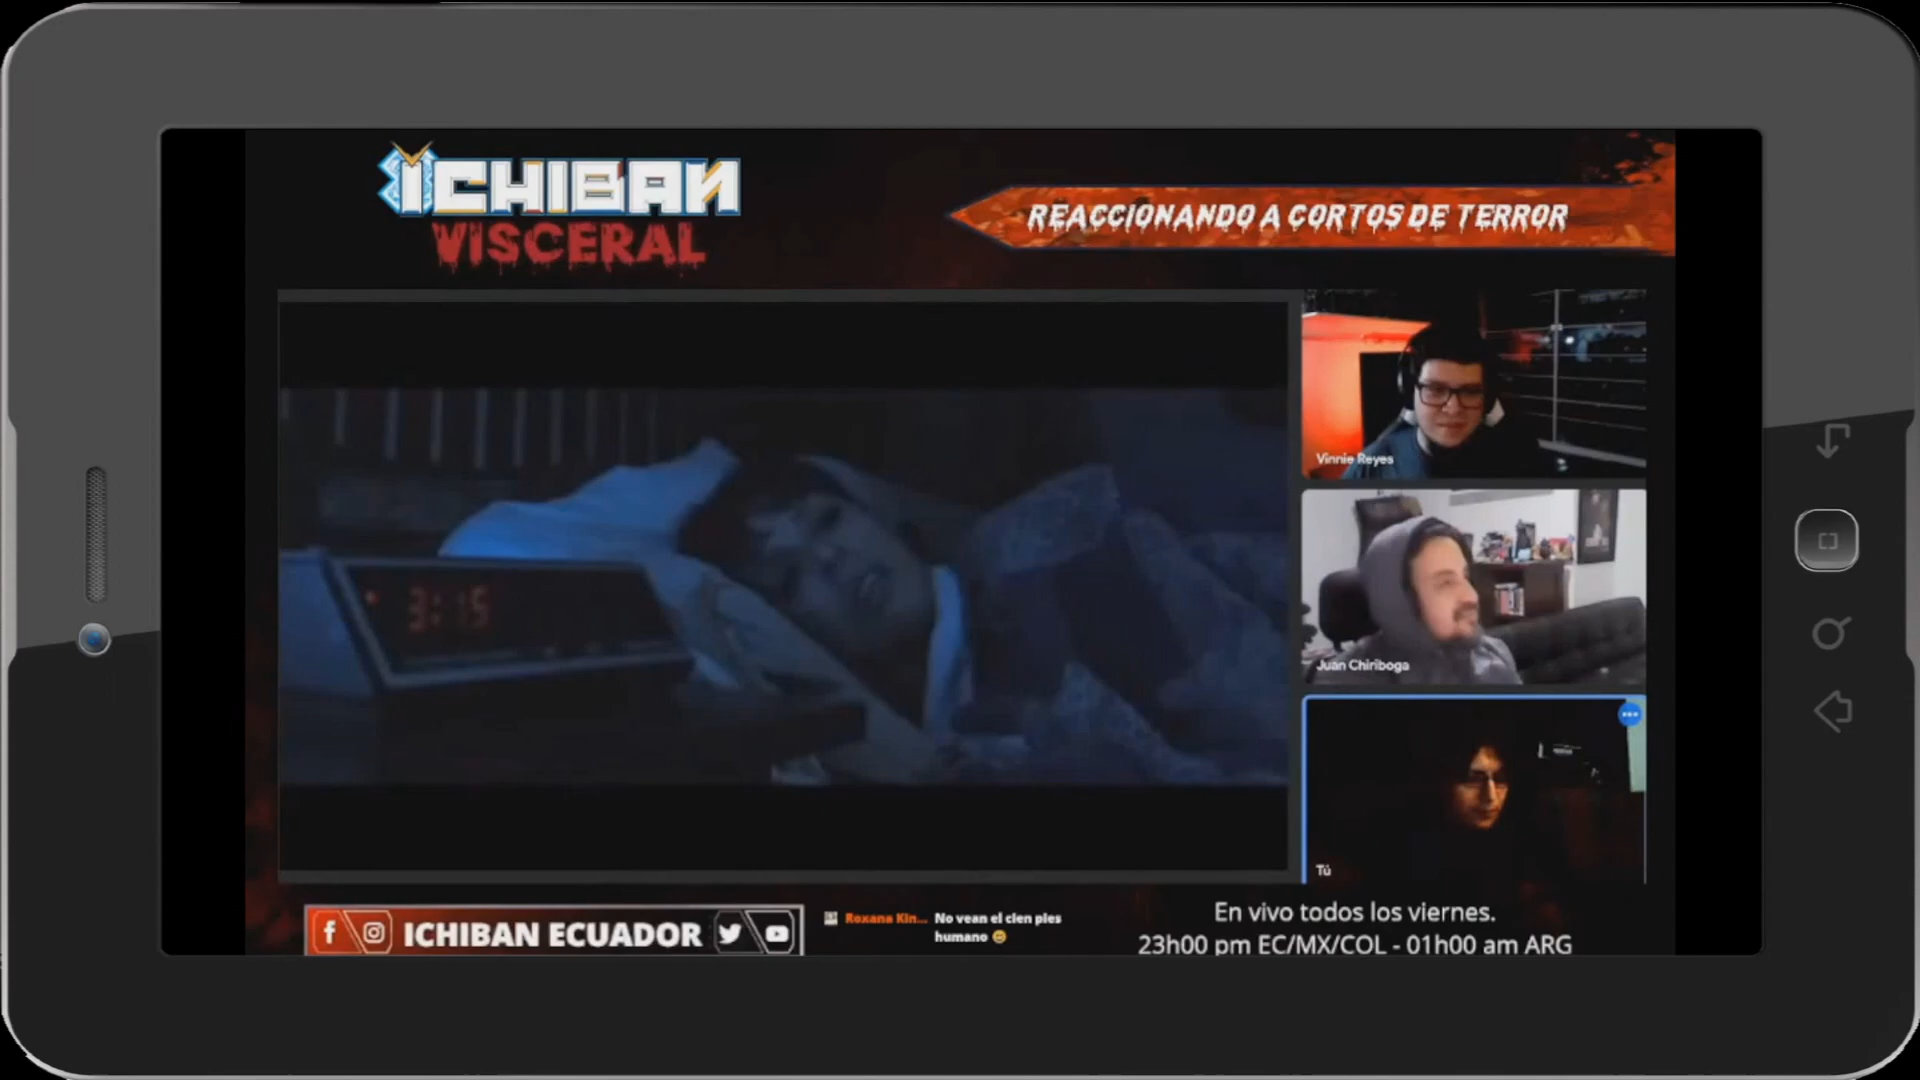 ICHIBAN
VISCERAL
REACCIONANDO A CORTOS DE TERROR
Vinnie Reyes
3:15
Juan Chiriboga
Tú
ICHIBAN ECUADOR
Roxana Kin... No vean el cien pies
humano
En vivo todos los viernes.
23h00 pm EC/MX/COL - 01h00 am ARG